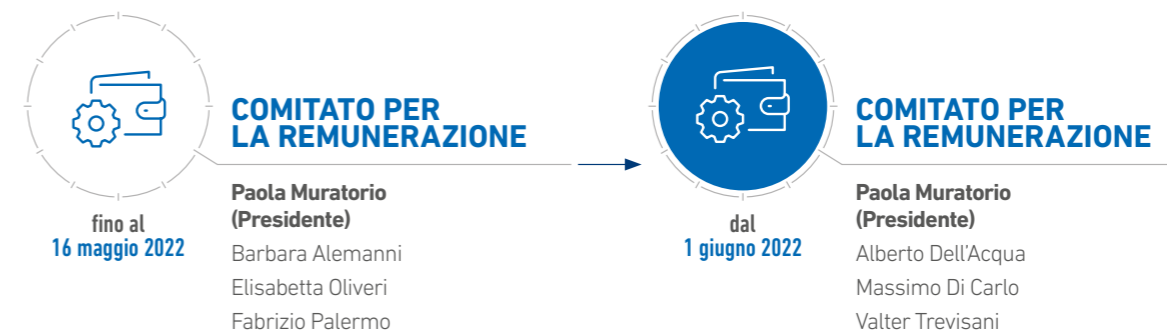 COMITATO PER
LA REMUNERAZIONE
Paola Muratorio
(Presidente)
Barbara Alemanni
Elisabetta Oliveri
Fabrizio Palermo
fino al
16 maggio 2022
COMITATO PER
LA REMUNERAZIONE
Paola Muratorio
(Presidente)
Alberto Dell'Acqua
Massimo Di Carlo
Valter Trevisani
dal
1 giugno 2022